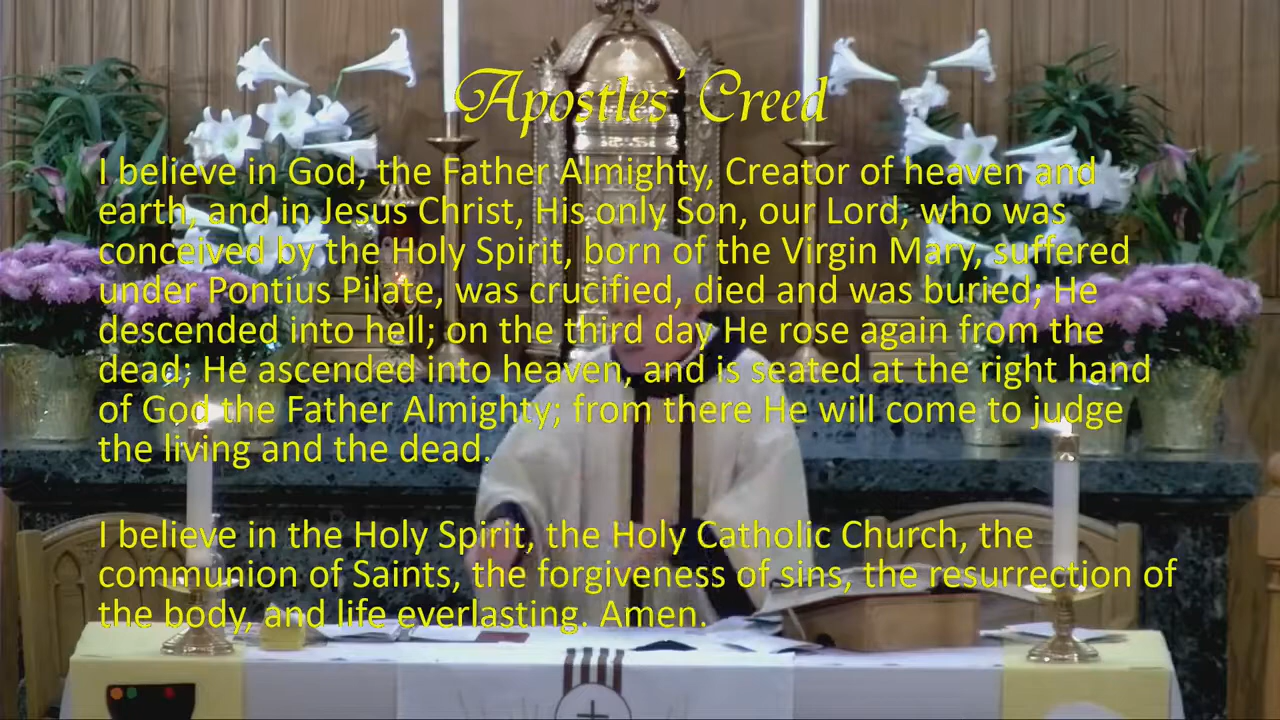 Apostles’ Creed
I believe in God, the Father Almighty, Creator of heaven and
earth, and in Jesus Christ, His only Son, our Lord, who was
conceived by the Holy Spirit, born of the Virgin Mary, suffered
under Pontius Pilate, was crucified, died and was buried; He
descended into hell; on the third day He rose again from the
dead; He ascended into heaven, and is seated at the right hand
of God the Father Almighty; from there He will come to judge
the living and the dead.
I believe in the Holy Spirit, the Holy Catholic Church, the
communion of Saints, the forgiveness of sins, the resurrection of
the body, and life everlasting. Amen.